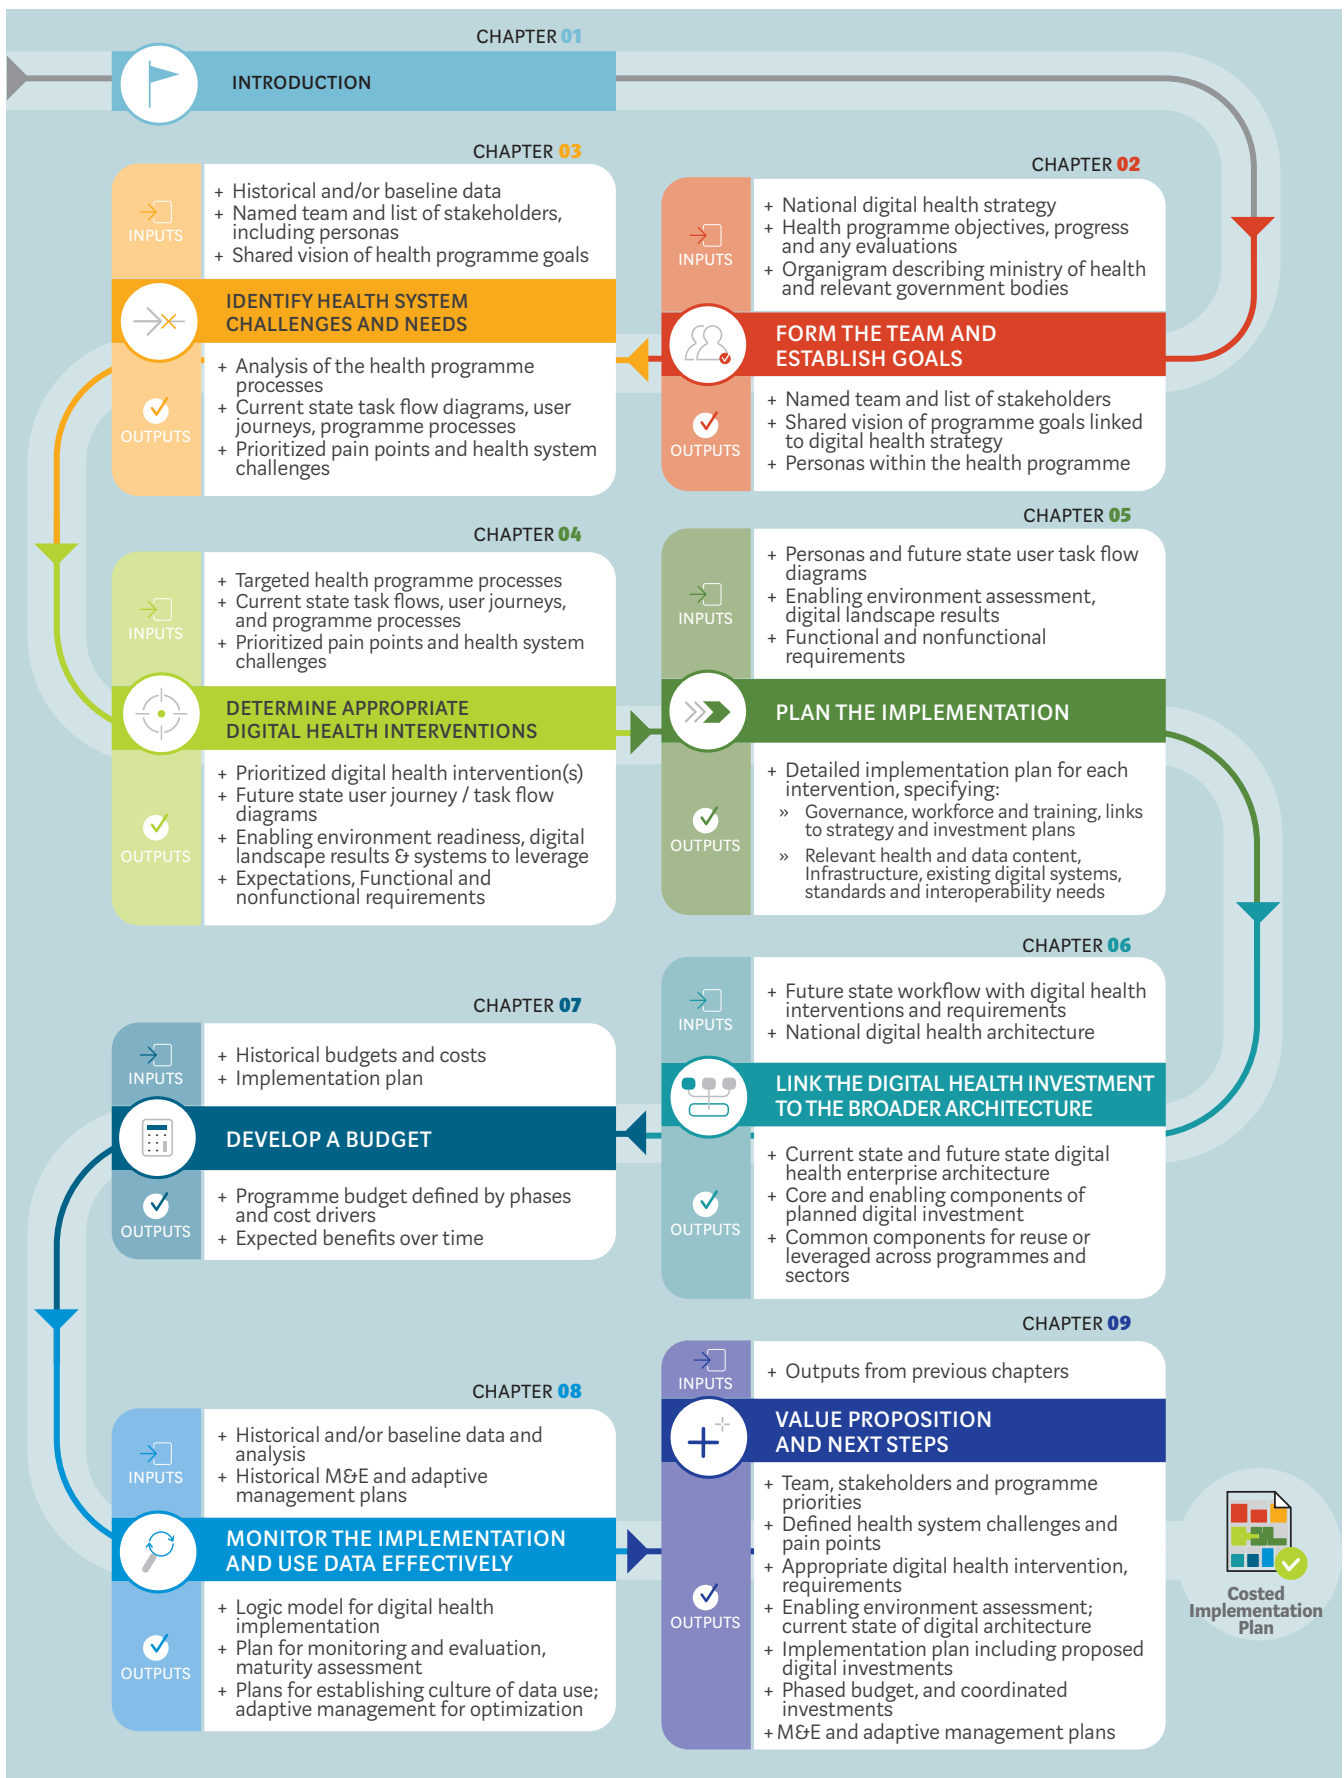 CHAPTER 01
INTRODUCTION
CHAPTER 02
INPUTS
+ National digital health strategy
+ Health programme objectives, progress
and any evaluations
+ Organigram describing ministry of health
and relevant government bodies
FORM THE TEAM AND
ESTABLISH GOALS
OUTPUTS
+ Named team and list of stakeholders
+ Shared vision of programme goals linked
to digital health strategy
+ Personas within the health programme
CHAPTER 03
INPUTS
+ Historical and/or baseline data
+ Named team and list of stakeholders,
including personas
+ Shared vision of health programme goals
IDENTIFY HEALTH SYSTEM
CHALLENGES AND NEEDS
OUTPUTS
+ Analysis of the health programme
processes
+ Current state task flow diagrams, user
journeys, programme processes
+ Prioritized pain points and health system
challenges
CHAPTER 04
INPUTS
+ Targeted health programme processes
+ Current state task flows, user journeys,
and programme processes
+ Prioritized pain points and health system
challenges
DETERMINE APPROPRIATE
DIGITAL HEALTH INTERVENTIONS
OUTPUTS
+ Prioritized digital health intervention(s)
+ Future state user journey / task flow
diagrams
+ Enabling environment readiness, digital
landscape results & systems to leverage
+ Expectations, Functional and
nonfunctional requirements
CHAPTER 05
INPUTS
+ Personas and future state user task flow
diagrams
+ Enabling environment assessment,
digital landscape results
+ Functional and nonfunctional
requirements
PLAN THE IMPLEMENTATION
OUTPUTS
+ Detailed implementation plan for each
intervention, specifying:
» Governance, workforce and training, links
to strategy and investment plans
» Relevant health and data content,
Infrastructure, existing digital systems,
standards and interoperability needs
CHAPTER 06
INPUTS
+ Future state workflow with digital health
interventions and requirements
+ National digital health architecture
LINK THE DIGITAL HEALTH INVESTMENT
TO THE BROADER ARCHITECTURE
OUTPUTS
+ Current state and future state digital
health enterprise architecture
+ Core and enabling components of
planned digital investment
+ Common components for reuse or
leveraged across programmes and
sectors
CHAPTER 07
INPUTS
+ Historical budgets and costs
+ Implementation plan
DEVELOP A BUDGET
OUTPUTS
+ Programme budget defined by phases
and cost drivers
+ Expected benefits over time
CHAPTER 08
INPUTS
+ Historical and/or baseline data and
analysis
+ Historical M&E and adaptive
management plans
MONITOR THE IMPLEMENTATION
AND USE DATA EFFECTIVELY
OUTPUTS
+ Logic model for digital health
implementation
+ Plan for monitoring and evaluation,
maturity assessment
+ Plans for establishing culture of data use;
adaptive management for optimization
CHAPTER 09
INPUTS
+ Outputs from previous chapters
VALUE PROPOSITION
AND NEXT STEPS
OUTPUTS
+ Team, stakeholders and programme
priorities
+ Defined health system challenges and
pain points
+ Appropriate digital health intervention,
requirements
+ Enabling environment assessment;
current state of digital architecture
+ Implementation plan including proposed
digital investments
+ Phased budget, and coordinated
investments
+ M&E and adaptive management plans
Costed
Implementation
Plan